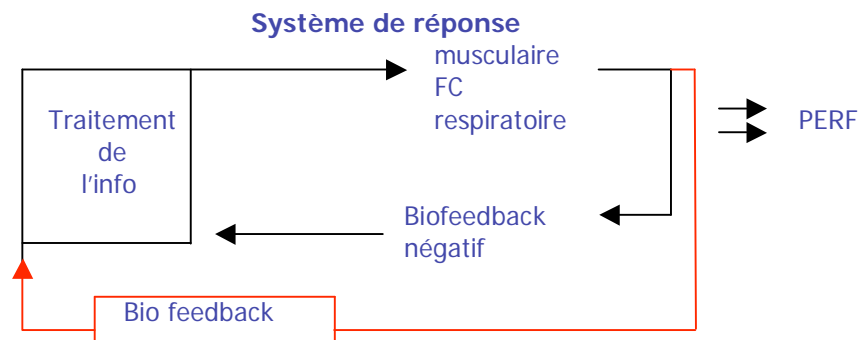 Système de réponse
musculaire
FC
respiratoire
Traitement
de
l'info
PERF
Biofeedback
négatif
Bio feedback